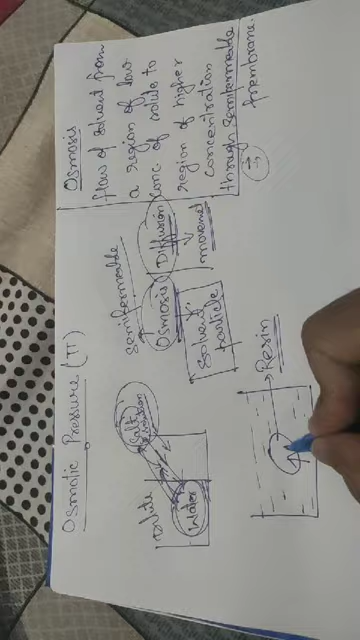 Osmotic Pressure (π)
Osmosis
flow of solvent from
a region of low
conc of solute to
region of higher
concentration
through semipermeable
membrane.
Semipermeable
Osmosis
Diffusion
movement
Solvent
particle
Dilute
Water
Salt
solution
Resin